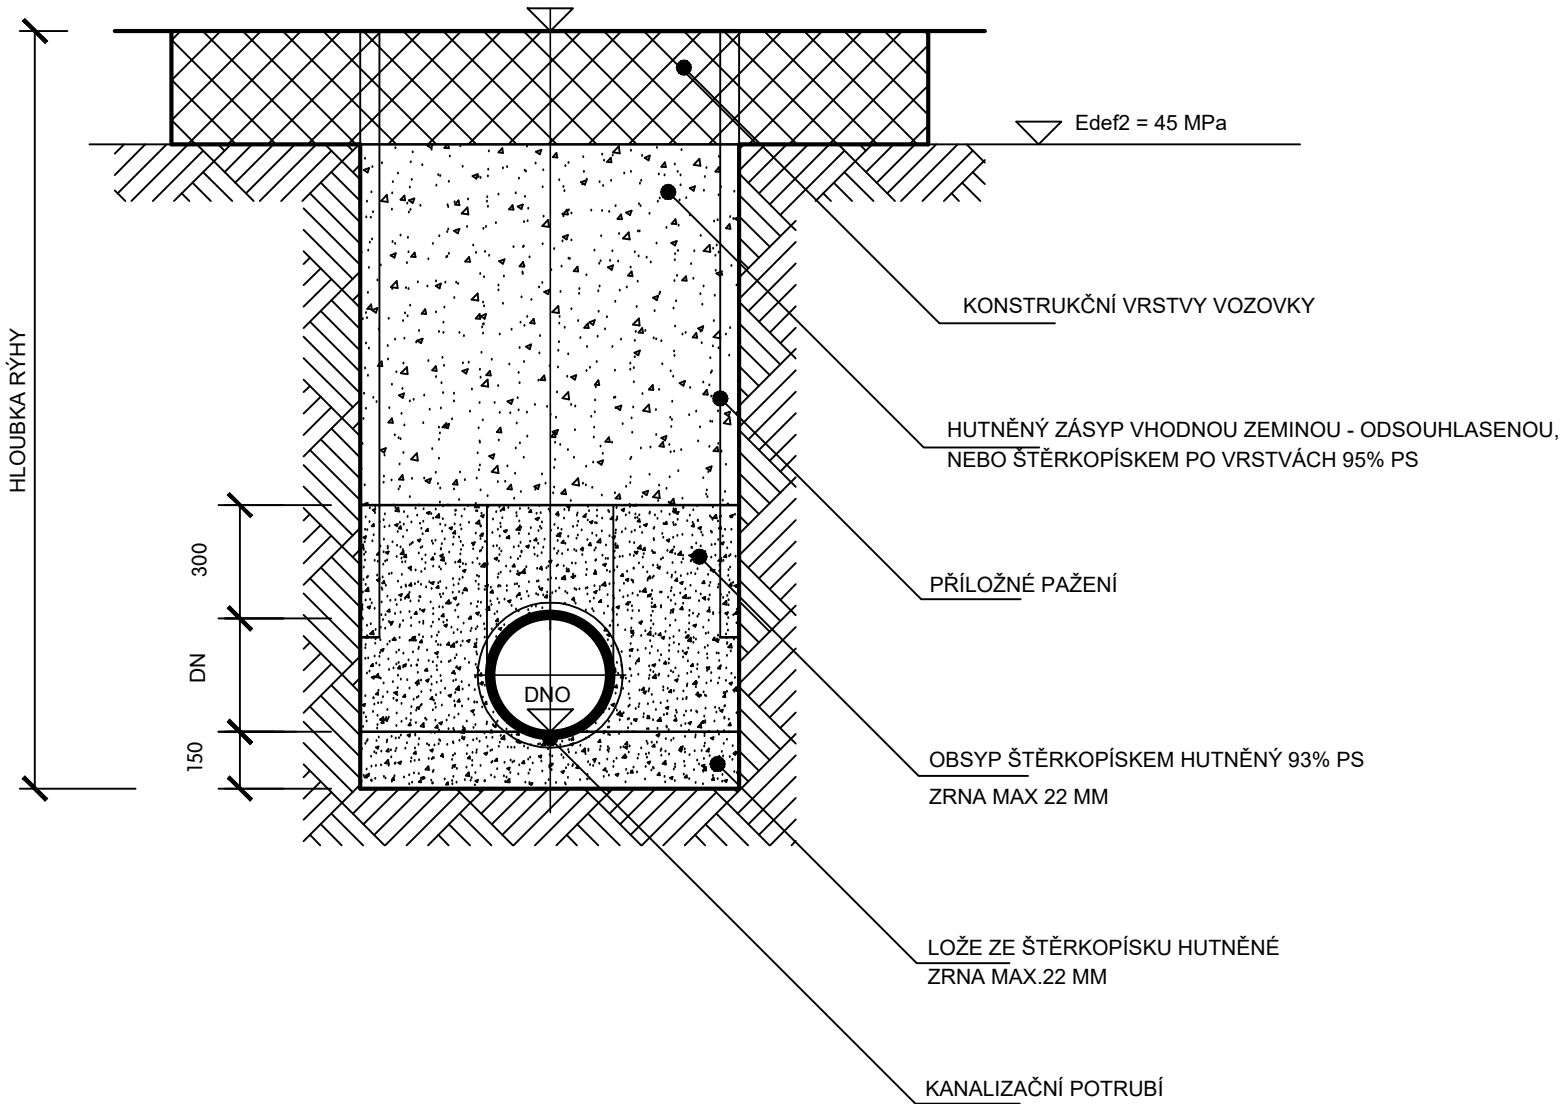 Edef2 = 45 MPa
KONSTRUKČNÍ VRSTVY VOZOVKY
HLOUBKA RÝHY
HUTNĚNÝ ZÁSYP VHODNOU ZEMINOU - ODSOUHLASENOU,
NEBO ŠTĚRKOPÍSKEM PO VRSTVÁCH 95% PS
300
PŘÍLOŽNÉ PAŽENÍ
DN
DNO
150
OBSYP ŠTĚRKOPÍSKEM HUTNĚNÝ 93% PS
ZRNA MAX 22 MM
LOŽE ZE ŠTĚRKOPÍSKU HUTNĚNÉ
ZRNA MAX.22 MM
KANALIZAČNÍ POTRUBÍ